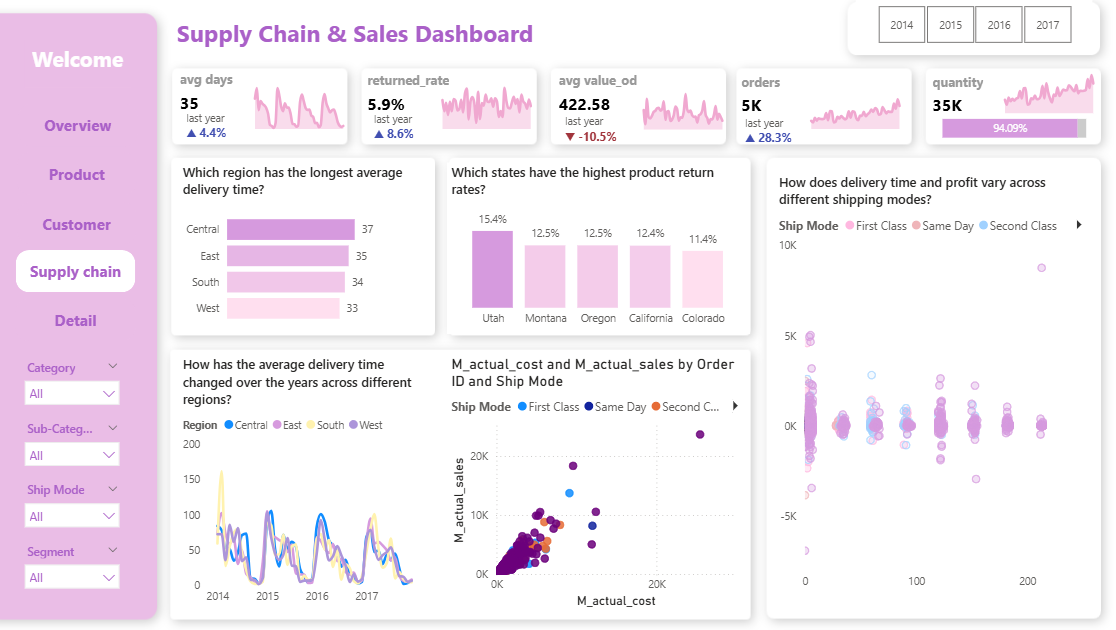 Supply Chain & Sales Dashboard
2014 2015 2016 2017
Welcome
Overview
Product
Customer
Supply chain
Detail
Category
All
Sub-Categ...
All
Ship Mode
All
Segment
All
avg days
35
last year
4.4%
returned_rate
5.9%
last year
8.6%
avg value_od
422.58
last year
-10.5%
orders
5K
last year
28.3%
quantity
35K
94.09%
Which region has the longest average
delivery time?
Central 37
East 35
South 34
West 33
Which states have the highest product return
rates?
15.4% 12.5% 12.5% 12.4% 11.4%
Utah Montana Oregon California Colorado
How does delivery time and profit vary across
different shipping modes?
Ship Mode First Class Same Day Second Class
10K
5K
0K
-5K
0 100 200
How has the average delivery time
changed over the years across different
regions?
Region Central East South West
200
150
100
50
0
2014 2015 2016 2017
M_actual_cost and M_actual_sales by Order
ID and Ship Mode
Ship Mode First Class Same Day Second C...
M_actual_sales
20K
10K
0K
0K 20K
M_actual_cost